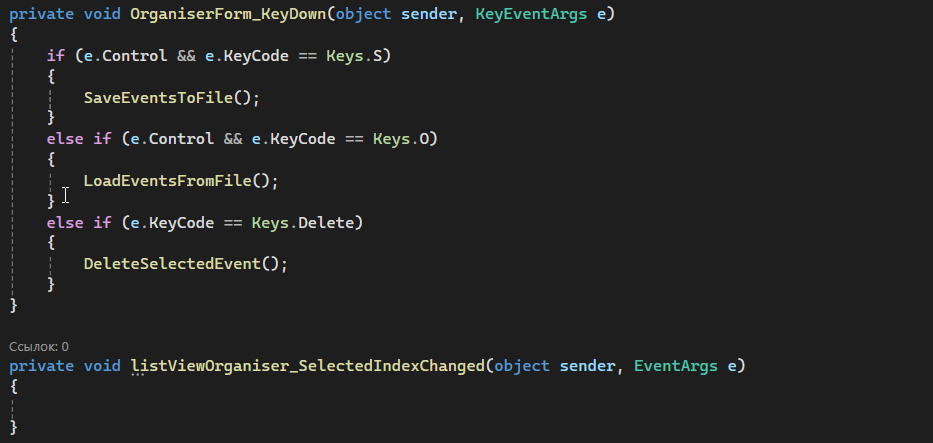 private void OrganiserForm_KeyDown(object sender, KeyEventArgs e)
{
    if (e.Control && e.KeyCode == Keys.S)
    {
        SaveEventsToFile();
    }
    else if (e.Control && e.KeyCode == Keys.O)
    {
        LoadEventsFromFile();
    }
    else if (e.KeyCode == Keys.Delete)
    {
        DeleteSelectedEvent();
    }
}
Ссылок: 0
private void listViewOrganiser_SelectedIndexChanged(object sender, EventArgs e)
{
}